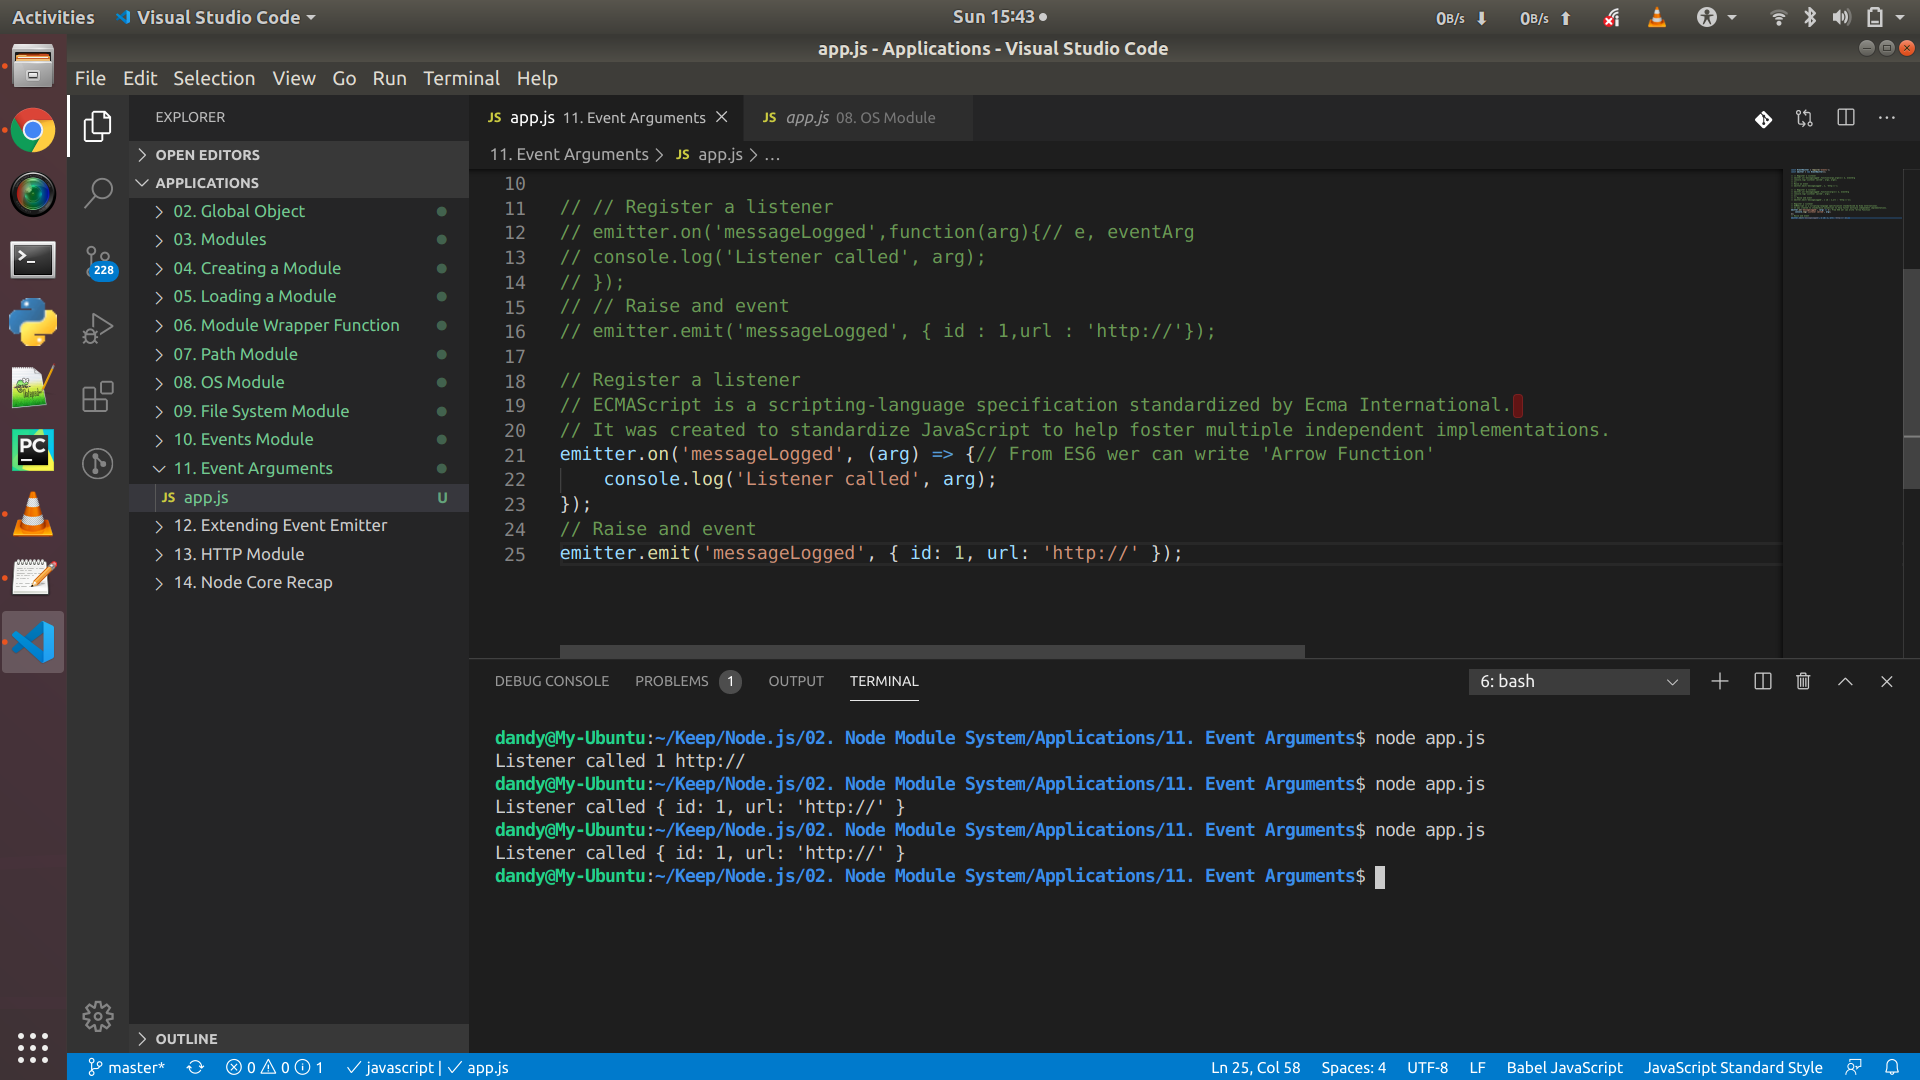 Activities Visual Studio Code Sun 15:43 0B/s 0B/s
app.js - Applications - Visual Studio Code
File Edit Selection View Go Run Terminal Help
EXPLORER
OPEN EDITORS
APPLICATIONS
02. Global Object
03. Modules
04. Creating a Module
05. Loading a Module
06. Module Wrapper Function
07. Path Module
08. OS Module
09. File System Module
10. Events Module
11. Event Arguments
JS app.js U
12. Extending Event Emitter
13. HTTP Module
14. Node Core Recap
OUTLINE
228
PC
JS app.js 11. Event Arguments JS app.js 08. OS Module
11. Event Arguments > JS app.js > ...
10
11 // // Register a listener
12 // emitter.on('messageLogged',function(arg){// e, eventArg
13 // console.log('Listener called', arg);
14 // });
15 // // Raise and event
16 // emitter.emit('messageLogged', { id : 1,url : 'http://'});
17
18 // Register a listener
19 // ECMAScript is a scripting-language specification standardized by Ecma International.
20 // It was created to standardize JavaScript to help foster multiple independent implementations.
21 emitter.on('messageLogged', (arg) => {// From ES6 wer can write 'Arrow Function'
22 console.log('Listener called', arg);
23 });
24 // Raise and event
25 emitter.emit('messageLogged', { id: 1, url: 'http://' });
DEBUG CONSOLE PROBLEMS 1 OUTPUT TERMINAL 6: bash
dandy@My-Ubuntu:~/Keep/Node.js/02. Node Module System/Applications/11. Event Arguments$ node app.js
Listener called 1 http://
dandy@My-Ubuntu:~/Keep/Node.js/02. Node Module System/Applications/11. Event Arguments$ node app.js
Listener called { id: 1, url: 'http://' }
dandy@My-Ubuntu:~/Keep/Node.js/02. Node Module System/Applications/11. Event Arguments$ node app.js
Listener called { id: 1, url: 'http://' }
dandy@My-Ubuntu:~/Keep/Node.js/02. Node Module System/Applications/11. Event Arguments$
master* 0 0 1 javascript | app.js Ln 25, Col 58 Spaces: 4 UTF-8 LF Babel JavaScript JavaScript Standard Style